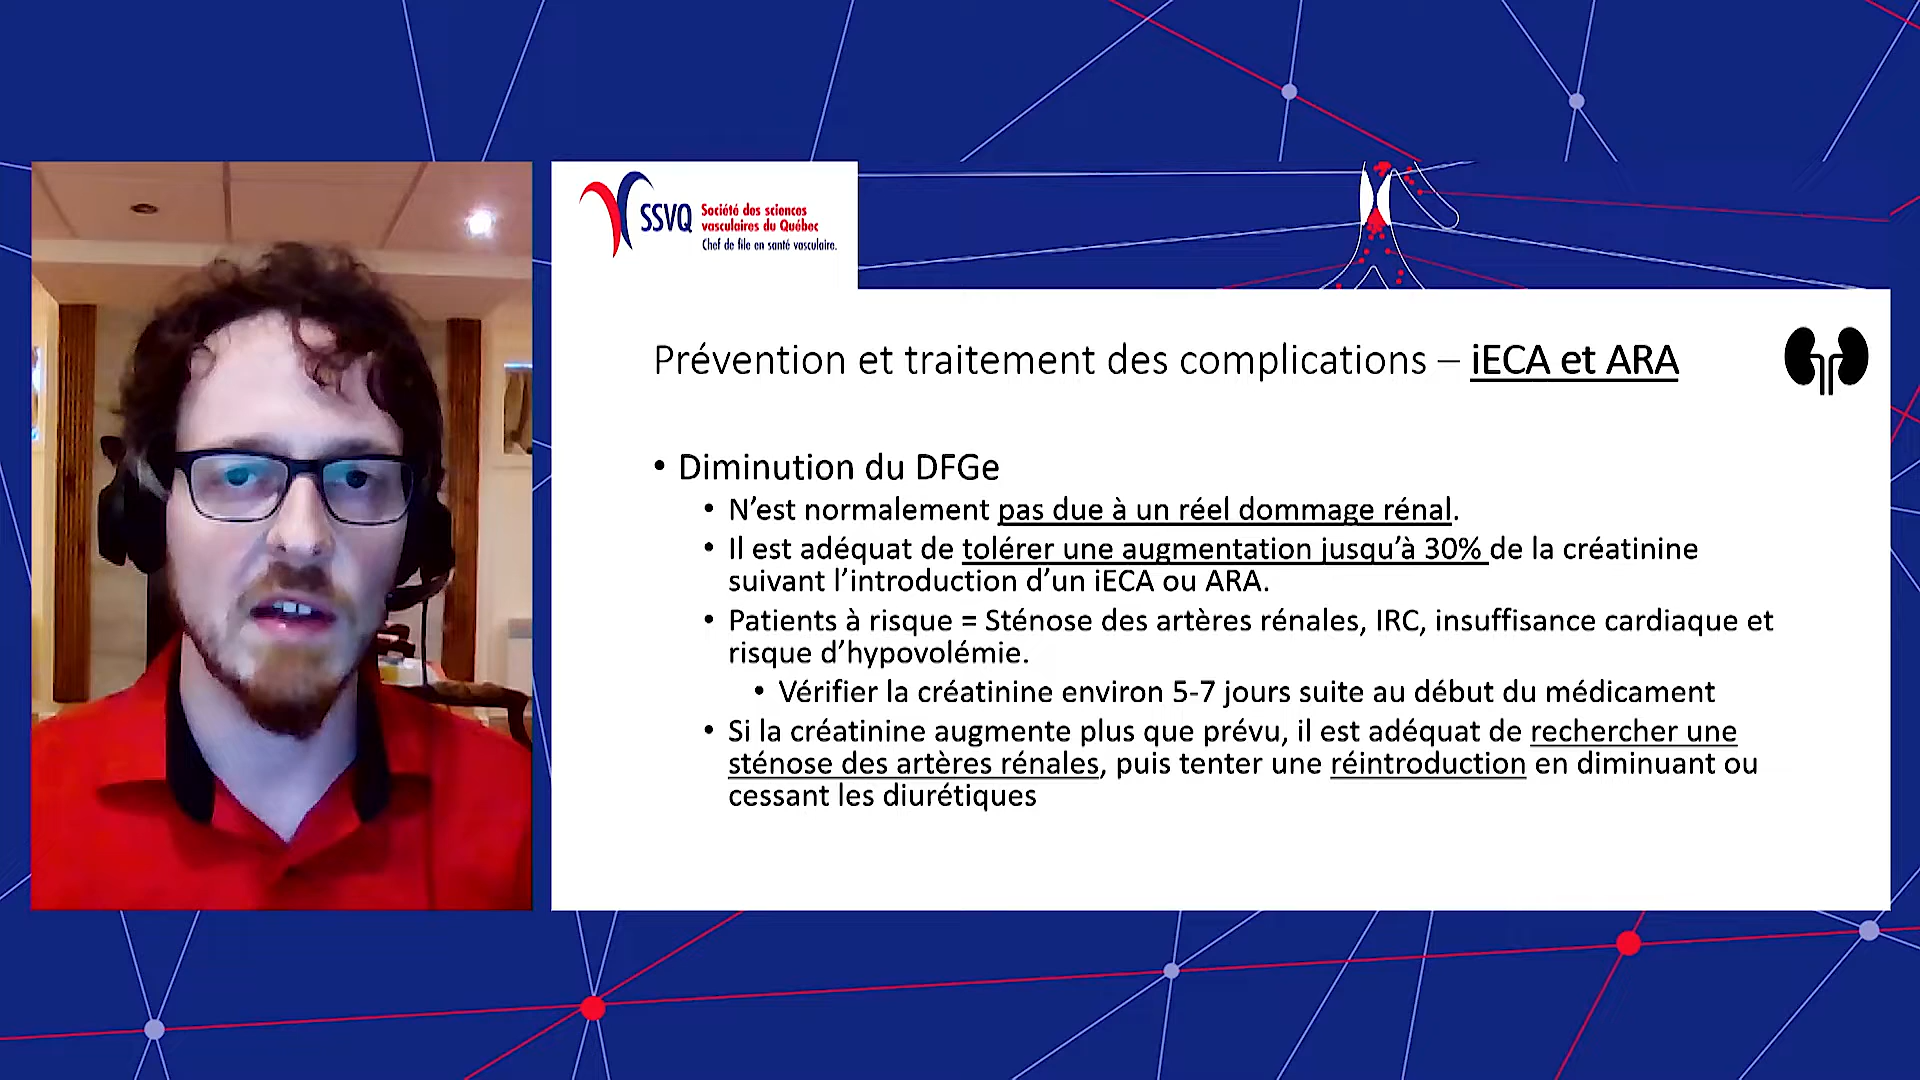 SSVQ
Société des sciences
vasculaires du Québec
Chef de file en santé vasculaire.
Prévention et traitement des complications – iECA et ARA
• Diminution du DFGe
• N’est normalement pas due à un réel dommage rénal.
• Il est adéquat de tolérer une augmentation jusqu’à 30% de la créatinine
suivant l’introduction d’un iECA ou ARA.
• Patients à risque = Sténose des artères rénales, IRC, insuffisance cardiaque et
risque d’hypovolémie.
• Vérifier la créatinine environ 5-7 jours suite au début du médicament
• Si la créatinine augmente plus que prévu, il est adéquat de rechercher une
sténose des artères rénales, puis tenter une réintroduction en diminuant ou
cessant les diurétiques